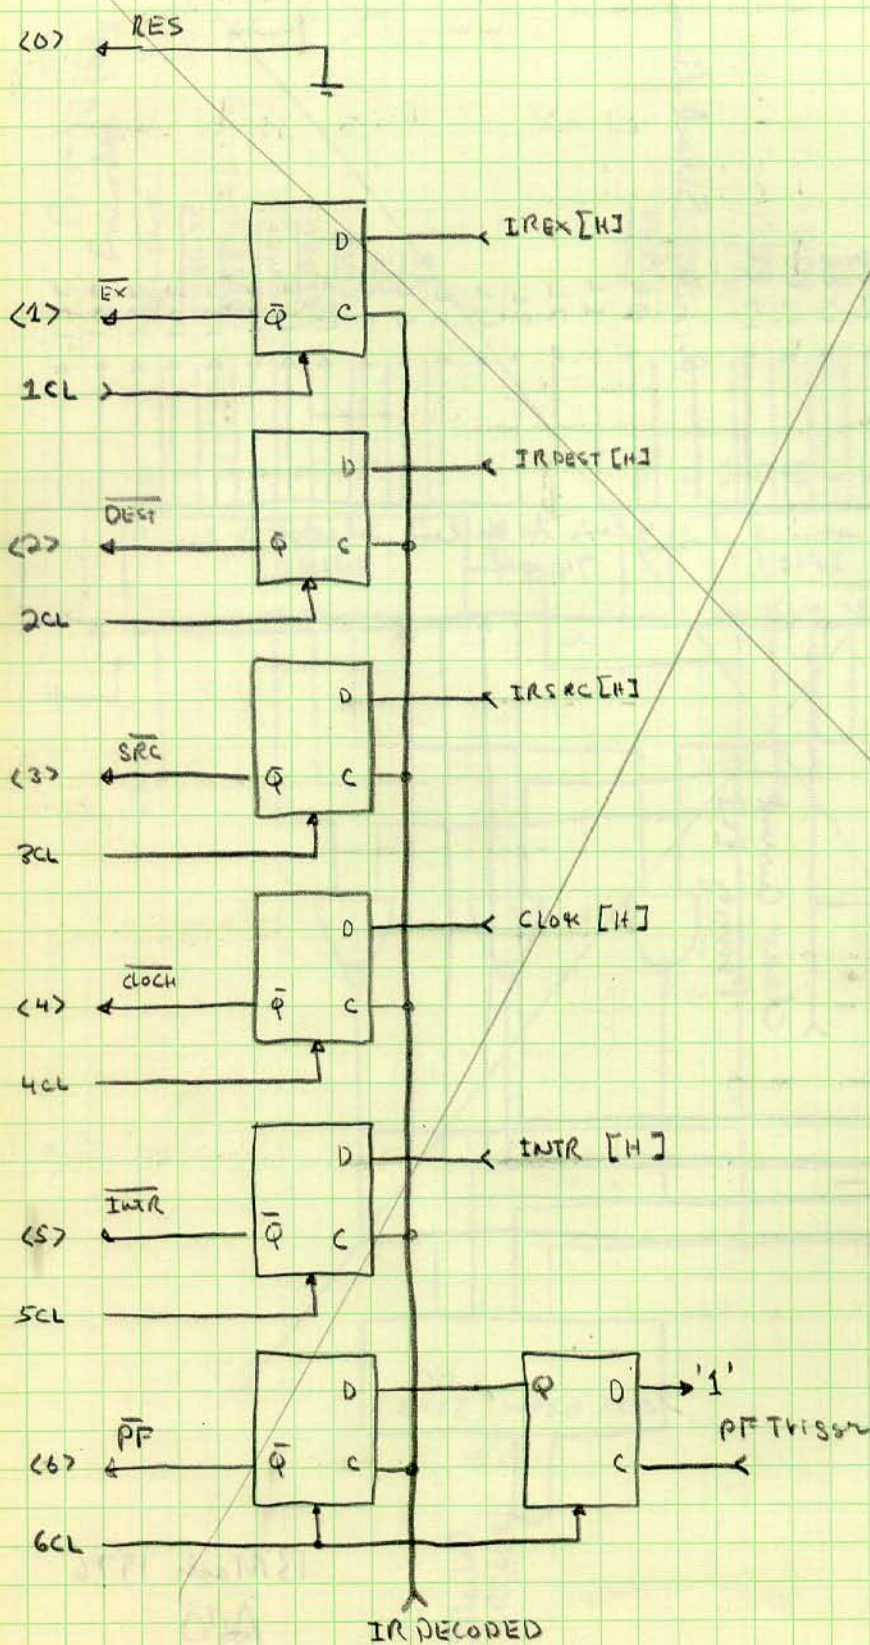 <0> RES
D IREX[H]
<1> EX Q C
1CL
D IRDEST [H]
<2> DEST Q C
2CL
D IRSRC[H]
<3> SRC Q C
3CL
D CLOK [H]
<4> CLOCK Q C
4CL
D INTR [H]
<5> INTR Q C
5CL
D Q D '1'
PF Trigger
<6> PF Q C C
6CL
IR DECODED